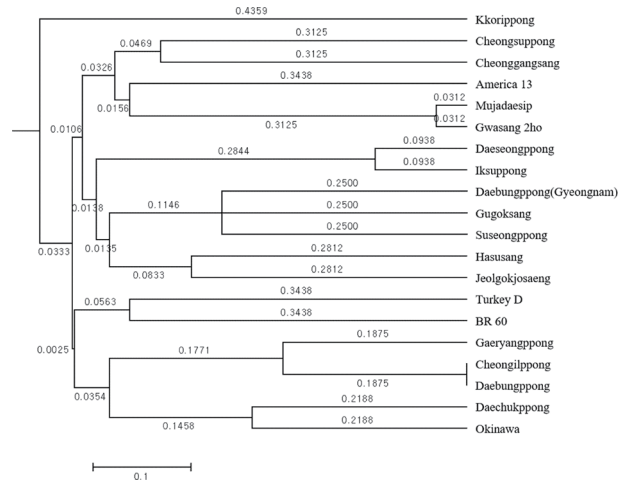 0.4359
Kkorippong
0.3125
0.0469
Cheongsuppong
0.3125
Cheonggangsang
0.0326
0.3438
America 13
0.0156
0.0312
Mujadaesip
0.3125
0.0312
Gwasang 2ho
0.0106
0.0938
Daeseongppong
0.2844
0.0938
Iksuppong
0.2500
Daebungppong(Gyeongnam)
0.0138
0.1146
0.2500
Gugoksang
0.2500
Suseongppong
0.0135
0.2812
Hasusang
0.0333
0.0833
0.2812
Jeolgokjosaeng
0.3438
Turkey D
0.0563
0.3438
BR 60
0.1875
Gaeryangppong
0.0025
0.1771
Cheongilppong
0.1875
Daebungppong
0.0354
0.2188
Daechukppong
0.1458
0.2188
Okinawa
0.1